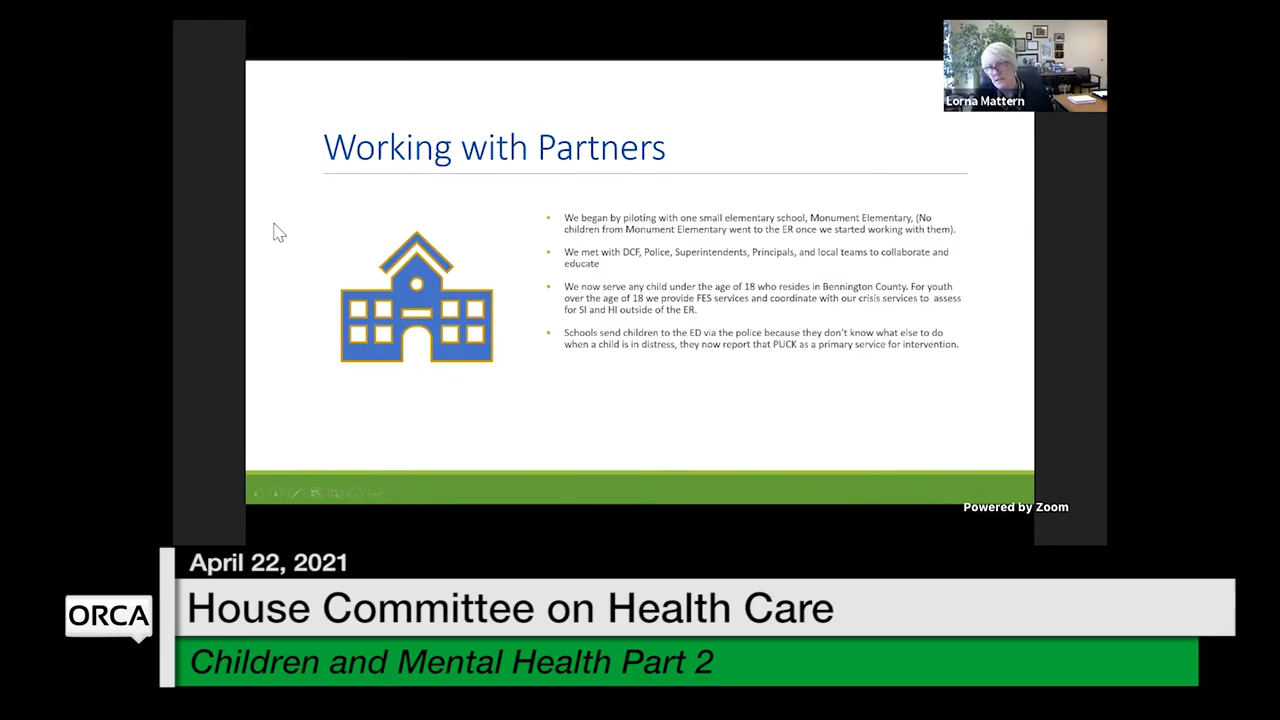 Lorna Mattern
Working with Partners
• We began by piloting with one small elementary school, Monument Elementary, (No
children from Monument Elementary went to the ER once we started working with them).
• We met with DCF, Police, Superintendents, Principals, and local teams to collaborate and
educate
• We now serve any child under the age of 18 who resides in Bennington County. For youth
over the age of 18 we provide FES services and coordinate with our crisis services to assess
for SI and HI outside of the ER.
• Schools send children to the ED via the police because they don't know what else to do
when a child is in distress, they now report that PUCK as a primary service for intervention.
Powered by Zoom
April 22, 2021
ORCA
House Committee on Health Care
Children and Mental Health Part 2